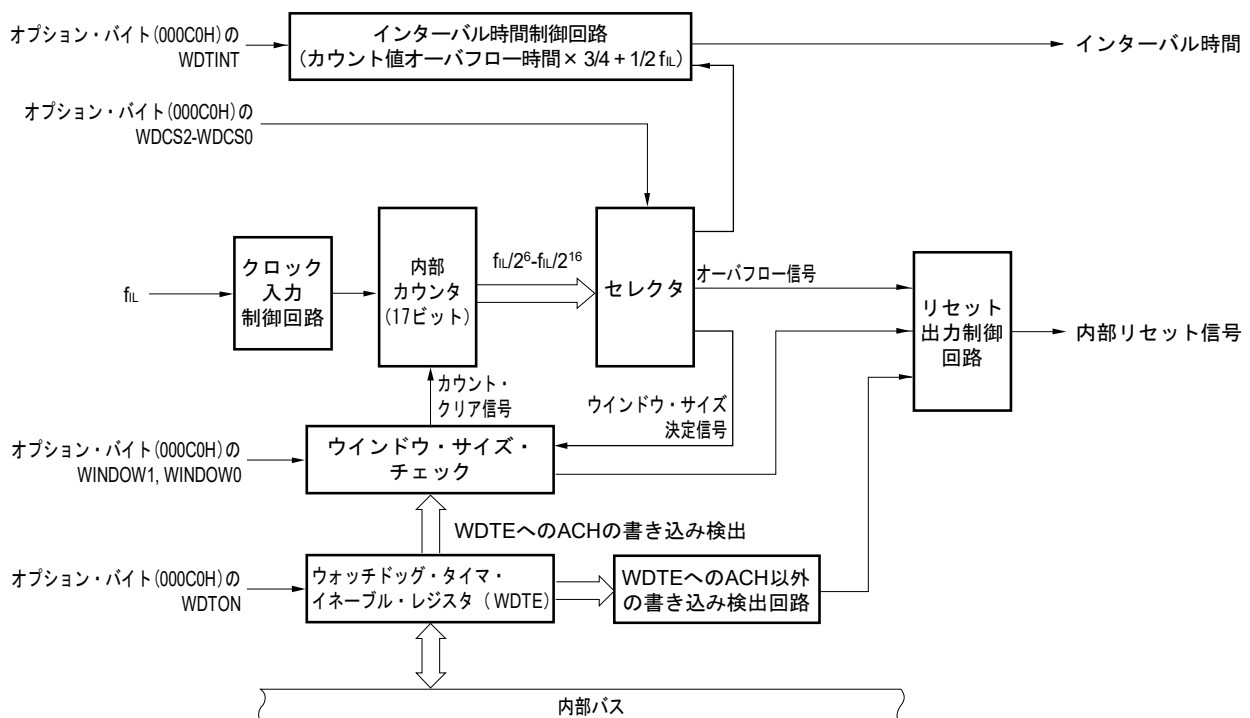 オプション・バイト(000C0H)の
WDTINT
インターバル時間制御回路
(カウント値オーバフロー時間× 3/4 + 1/2 fIL)
インターバル時間
オプション・バイト(000C0H)の
WDCS2-WDCS0
fIL
クロック
入力
制御回路
内部
カウンタ
(17ビット)
fIL/2⁶-fIL/2¹⁶
セレクタ
オーバフロー信号
リセット
出力制御
回路
内部リセット信号
カウント・
クリア信号
ウインドウ・サイズ
決定信号
オプション・バイト(000C0H)の
WINDOW1, WINDOW0
ウインドウ・サイズ・
チェック
WDTEへのACHの書き込み検出
オプション・バイト(000C0H)の
WDTON
ウォッチドッグ・タイマ・
イネーブル・レジスタ(WDTE)
WDTEへのACH以外
の書き込み検出回路
内部バス